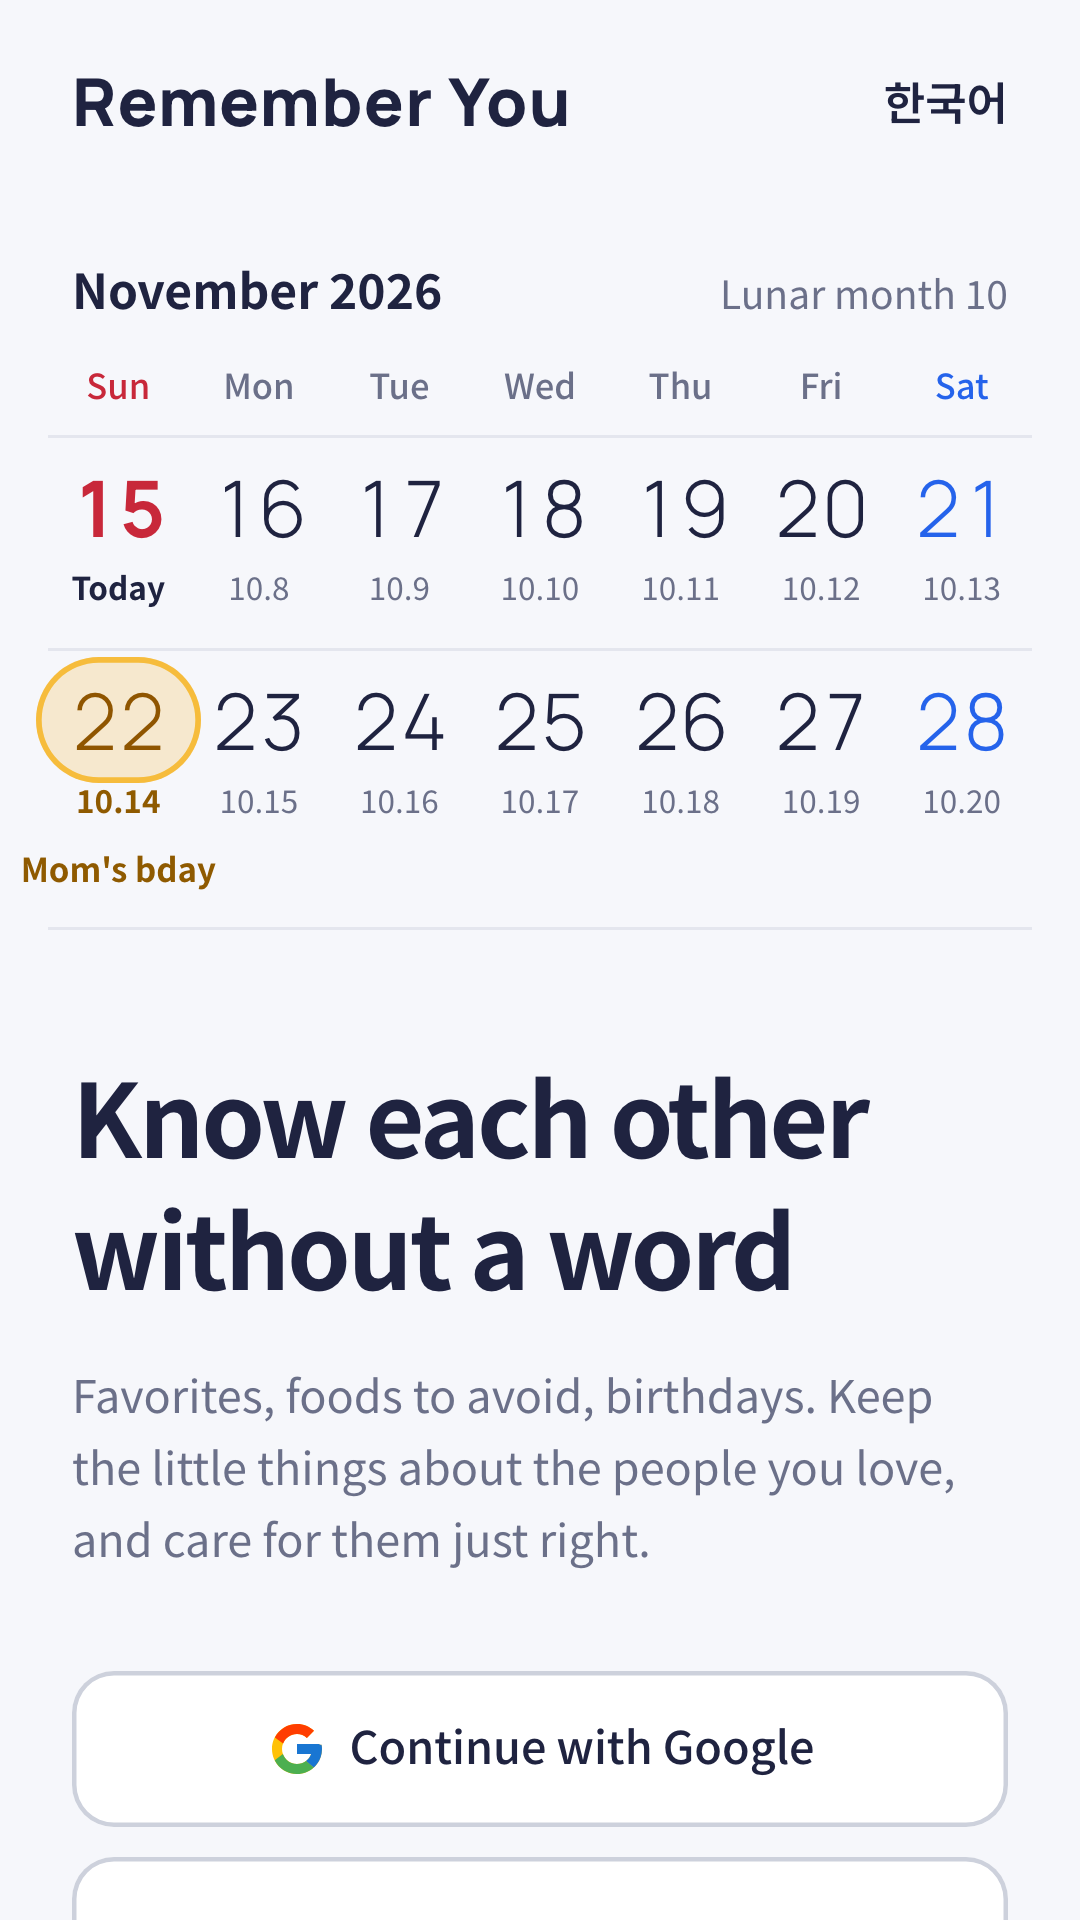 Remember You
한국어
November 2026
Lunar month 10
Sun Mon Tue Wed Thu Fri Sat
15 16 17 18 19 20 21
Today 10.8 10.9 10.10 10.11 10.12 10.13
22 23 24 25 26 27 28
10.14 10.15 10.16 10.17 10.18 10.19 10.20
Mom's bday
Know each other
without a word
Favorites, foods to avoid, birthdays. Keep
the little things about the people you love,
and care for them just right.
Continue with Google